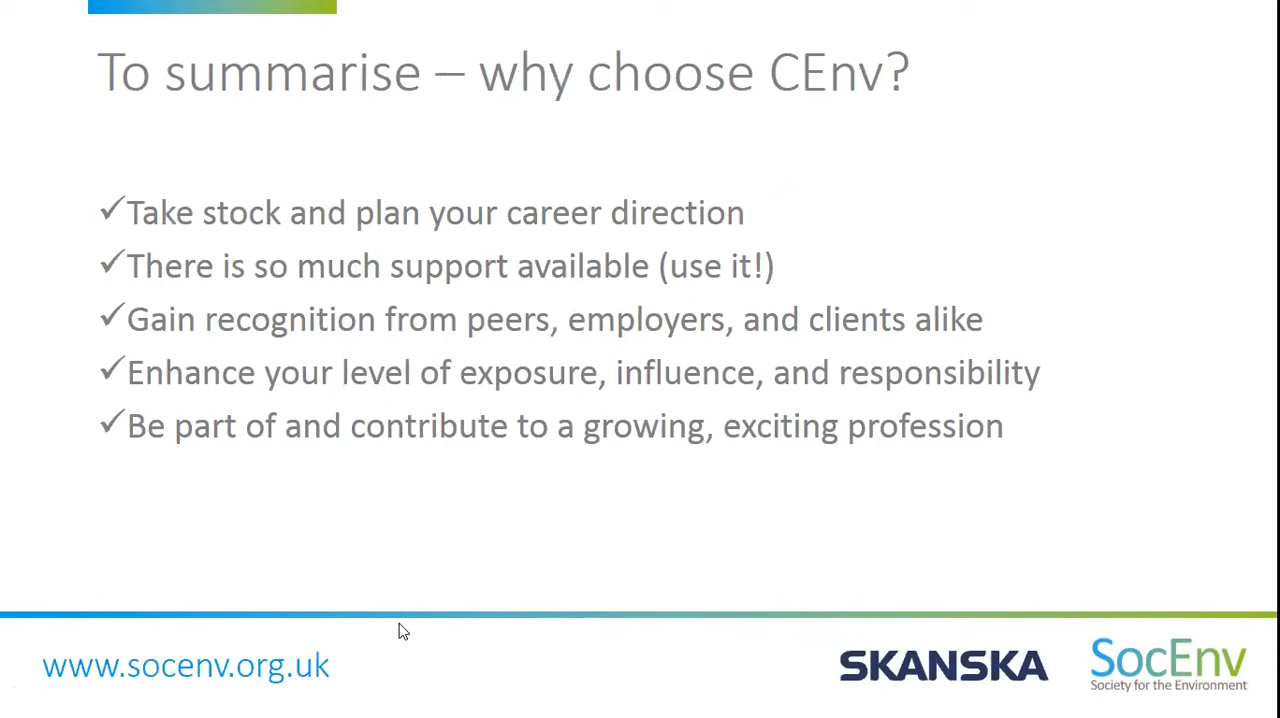 To summarise – why choose CEnv?
✓Take stock and plan your career direction
✓There is so much support available (use it!)
✓Gain recognition from peers, employers, and clients alike
✓Enhance your level of exposure, influence, and responsibility
✓Be part of and contribute to a growing, exciting profession
www.socenv.org.uk
SKANSKA
SocEnv
Society for the Environment